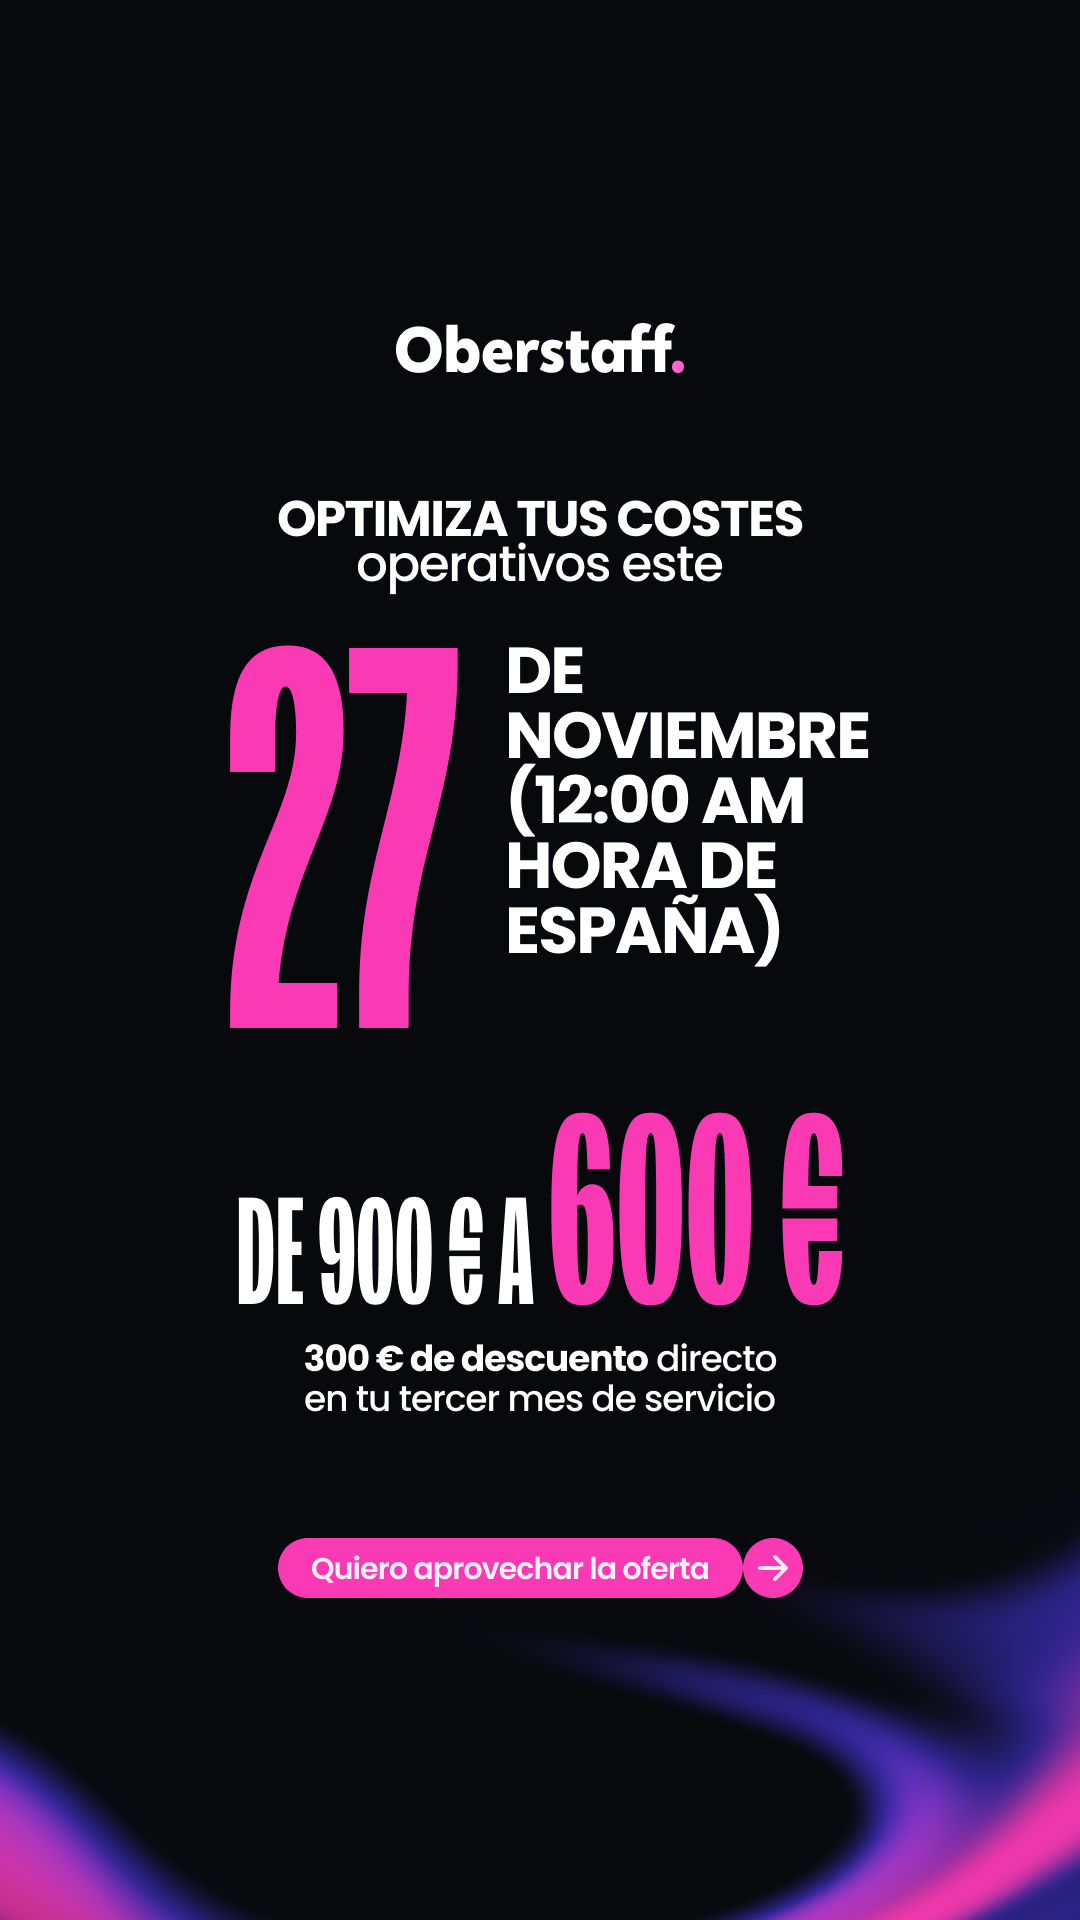 Oberstaff.
OPTIMIZA TUS COSTES
operativos este
27
DE
NOVIEMBRE
(12:00 AM
HORA DE
ESPAÑA)
DE 900 € A 600 €
300 € de descuento directo
en tu tercer mes de servicio
Quiero aprovechar la oferta